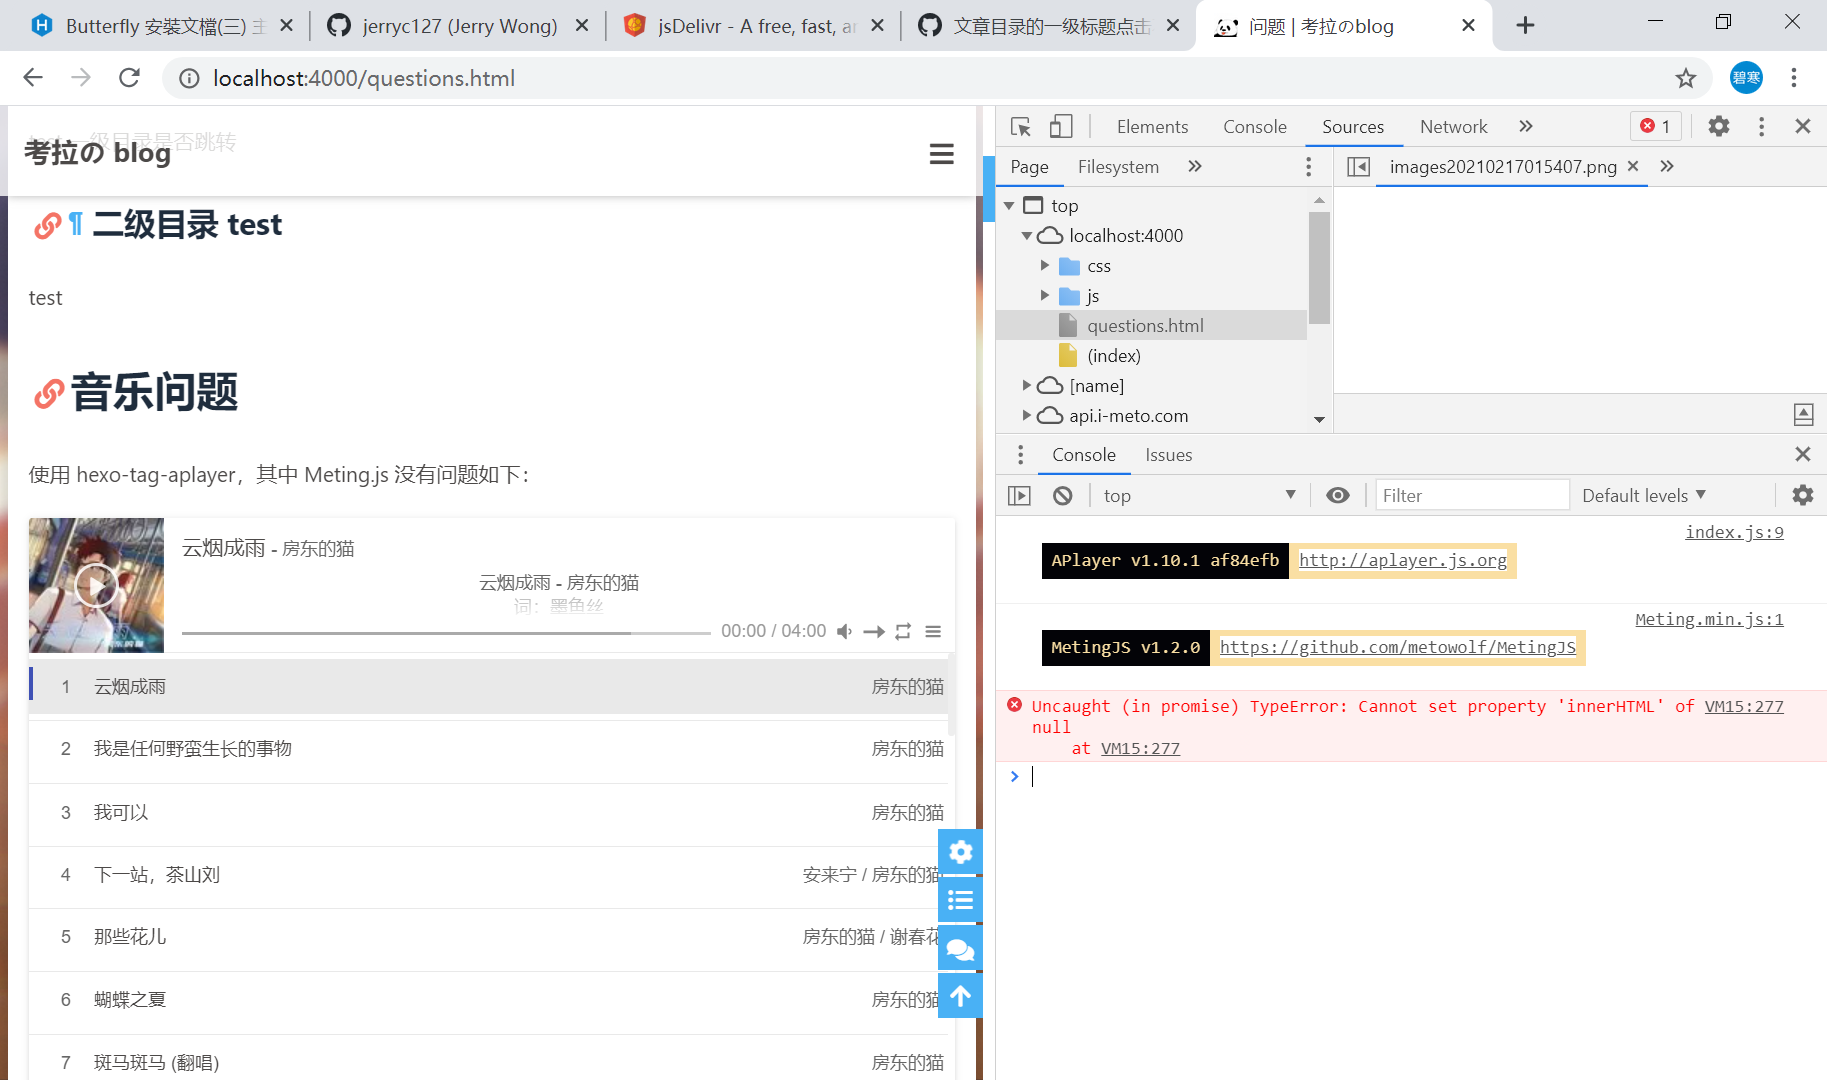 Butterfly 安裝文檔(三) 主
jerryc127 (Jerry Wong)
jsDelivr - A free, fast, an
文章目录的一级标题点击
问题 | 考拉のblog
localhost:4000/questions.html
碧寒
test 一级目录是否跳转
考拉の blog
¶ 二级目录 test
test
音乐问题
使用 hexo-tag-aplayer，其中 Meting.js 没有问题如下：
云烟成雨 - 房东的猫
云烟成雨 - 房东的猫
词：墨鱼丝
00:00 / 04:00
1 云烟成雨 房东的猫
2 我是任何野蛮生长的事物 房东的猫
3 我可以 房东的猫
4 下一站，茶山刘 安来宁 / 房东的猫
5 那些花儿 房东的猫 / 谢春花
6 蝴蝶之夏 房东的猫
7 斑马斑马 (翻唱) 房东的猫
Elements Console Sources Network » 1
Page Filesystem »
images20210217015407.png »
top
localhost:4000
css
js
questions.html
(index)
[name]
api.i-meto.com
Console Issues
top Filter Default levels
index.js:9
APlayer v1.10.1 af84efb http://aplayer.js.org
Meting.min.js:1
MetingJS v1.2.0 https://github.com/metowolf/MetingJS
Uncaught (in promise) TypeError: Cannot set property 'innerHTML' of VM15:277
null
at VM15:277